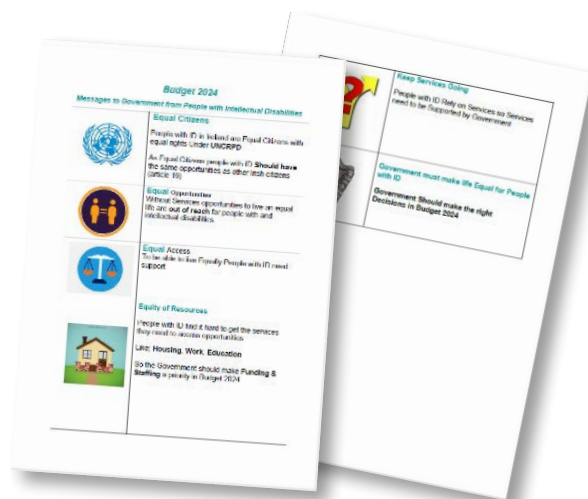 Budget 2024
Messages to Government from People with Intellectual Disabilities
Equal Citizens
People with ID in Ireland are Equal Citizens with
equal rights Under UNCRPD
As Equal Citizens people with ID Should have
the same opportunities as other Irish citizens
(article 19)
Equal Opportunities
Without Services opportunities to live an equal
life are out of reach for people with and
intellectual disabilities
Equal Access
To be able to live Equally People with ID need
support
Equity of Resources
People with ID find it hard to get the services
they need to access opportunities
Like; Housing, Work, Education
So the Government should make Funding &
Staffing a priority in Budget 2024
Keep Services Going
People with ID Rely on Services so Services
need to be Supported by Government
Government must make life Equal for People
with ID
Government Should make the right
Decisions in Budget 2024